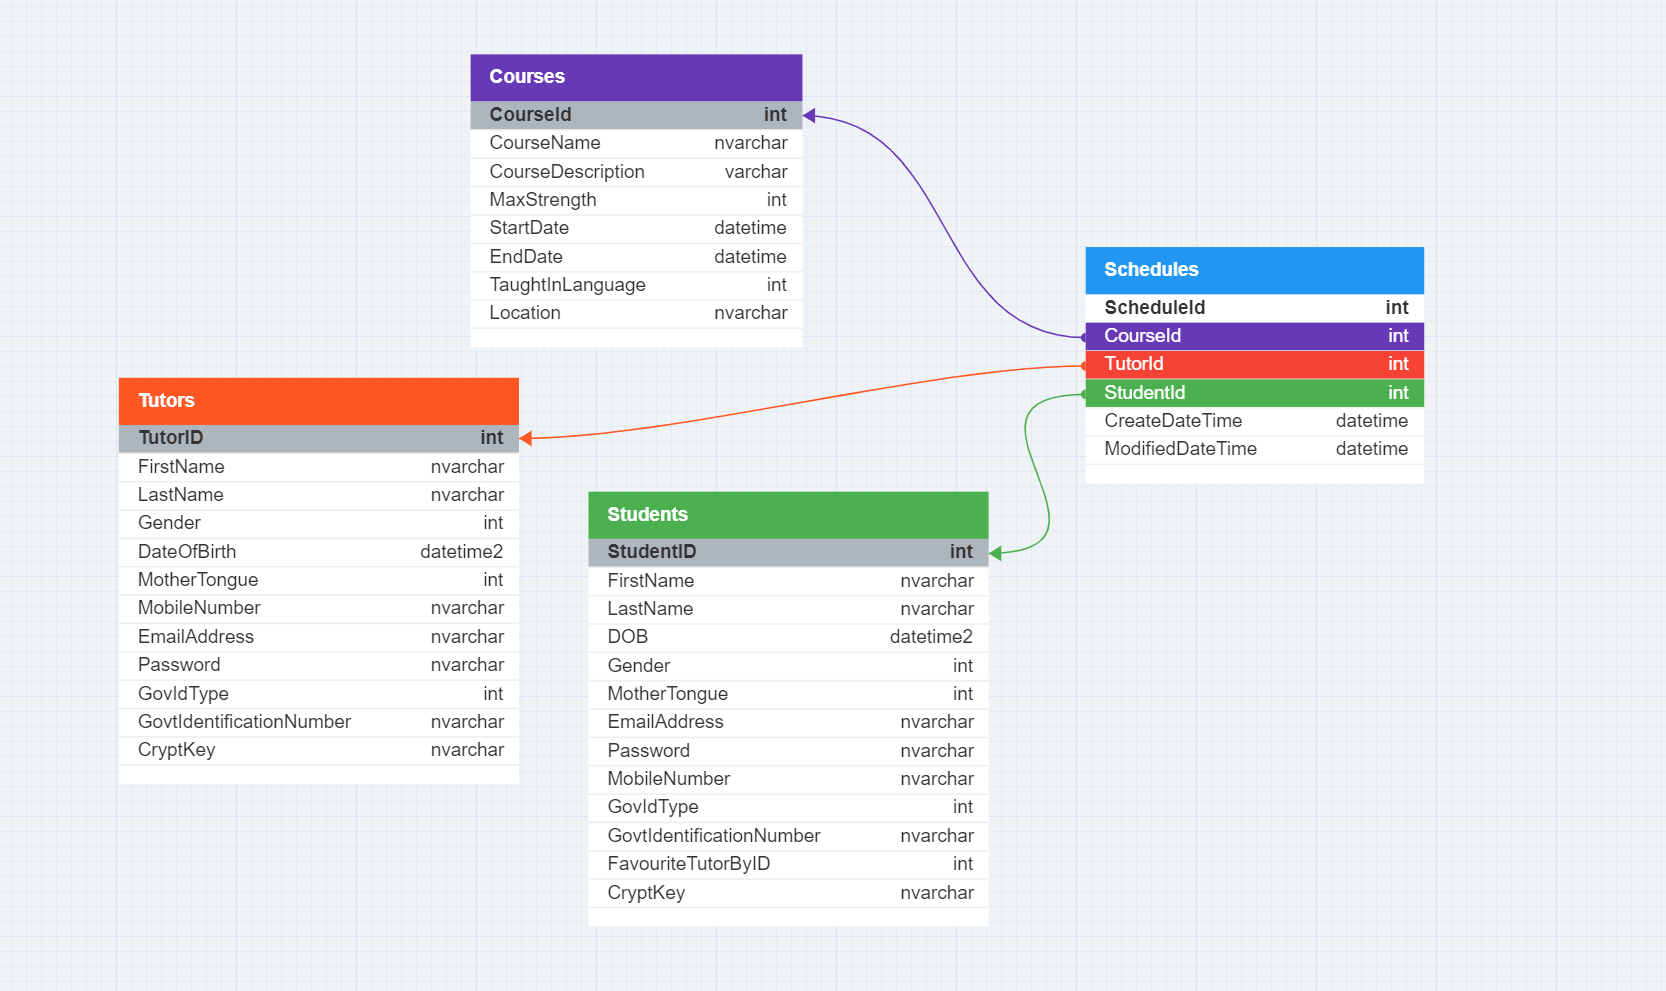 Courses
CourseId int
CourseName nvarchar
CourseDescription varchar
MaxStrength int
StartDate datetime
EndDate datetime
TaughtInLanguage int
Location nvarchar
Schedules
ScheduleId int
CourseId int
TutorId int
StudentId int
CreateDateTime datetime
ModifiedDateTime datetime
Tutors
TutorID int
FirstName nvarchar
LastName nvarchar
Gender int
DateOfBirth datetime2
MotherTongue int
MobileNumber nvarchar
EmailAddress nvarchar
Password nvarchar
GovIdType int
GovtIdentificationNumber nvarchar
CryptKey nvarchar
Students
StudentID int
FirstName nvarchar
LastName nvarchar
DOB datetime2
Gender int
MotherTongue int
EmailAddress nvarchar
Password nvarchar
MobileNumber nvarchar
GovIdType int
GovtIdentificationNumber nvarchar
FavouriteTutorByID int
CryptKey nvarchar